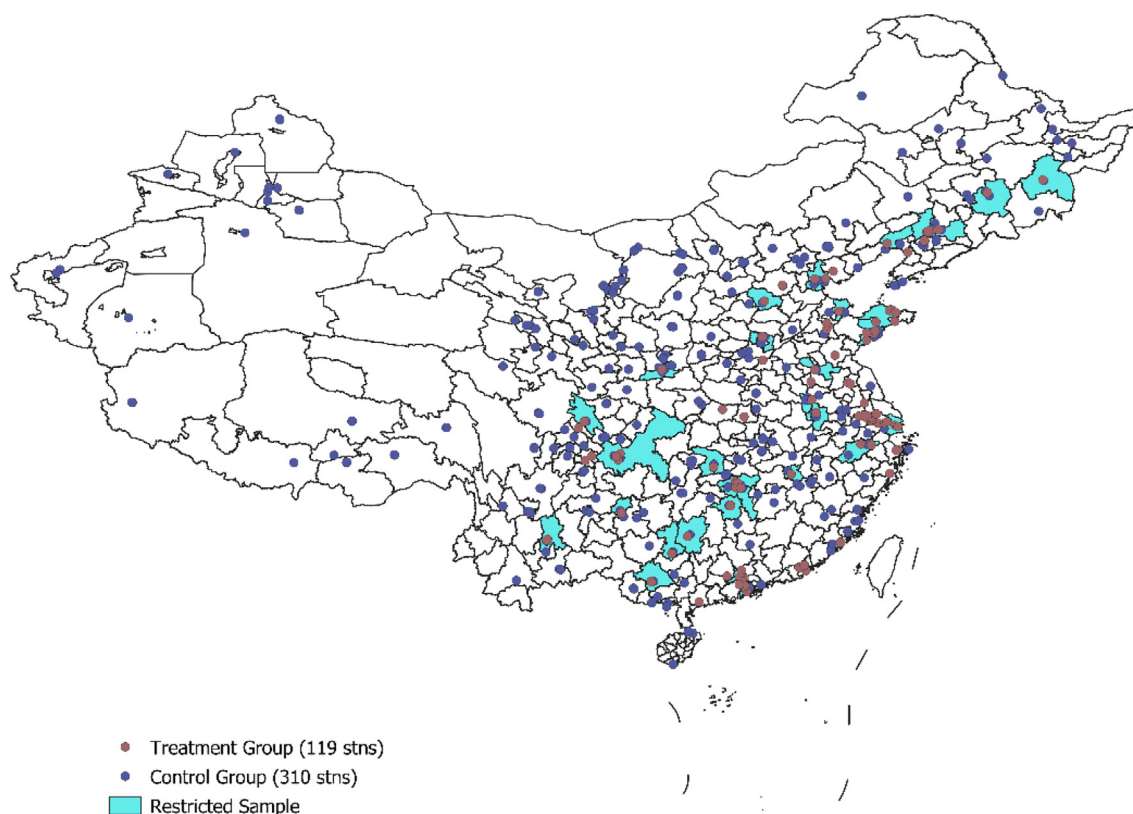 Treatment Group (119 stns)
Control Group (310 stns)
Restricted Sample